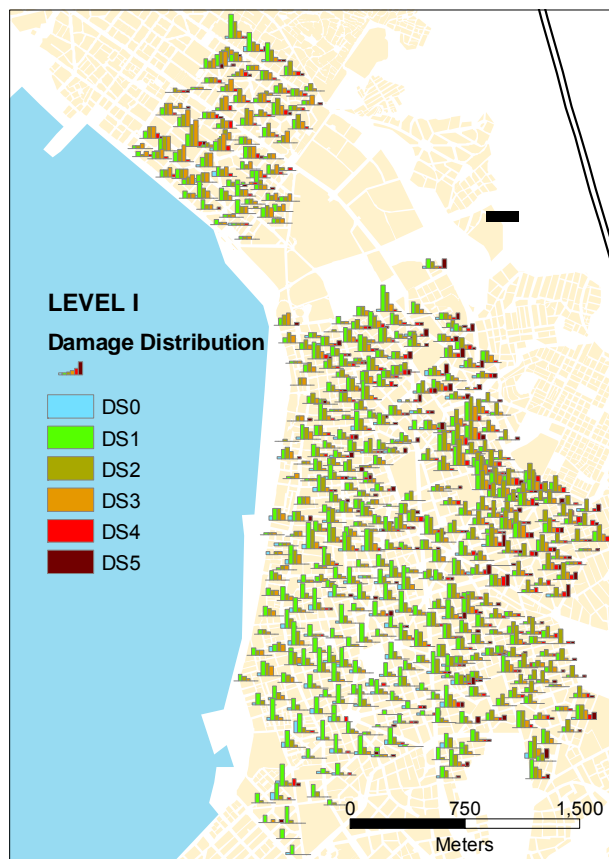 LEVEL I
Damage Distribution
DS0
DS1
DS2
DS3
DS4
DS5
0 750 1,500
Meters